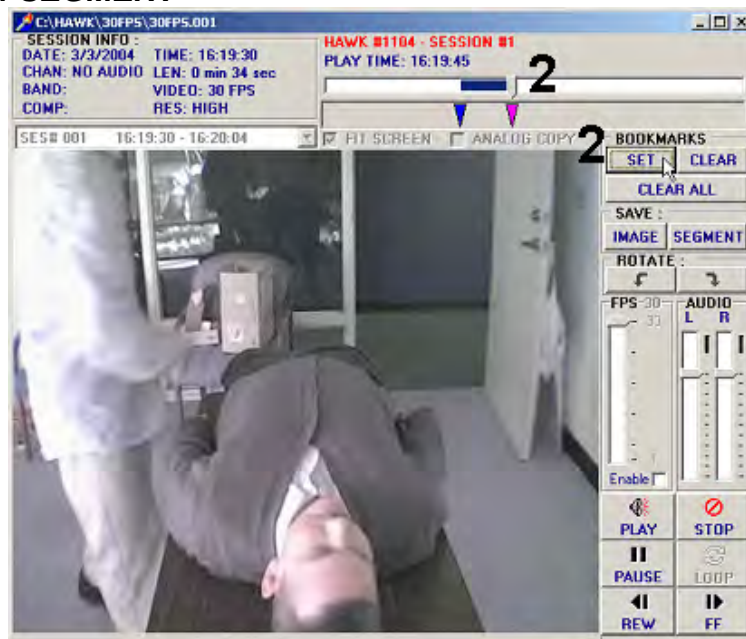 SEGMENT
C:\HAWK\30FPS\30FPS.001
SESSION INFO :
DATE: 3/3/2004 TIME: 16:19:30
CHAN: NO AUDIO LEN: 0 min 34 sec
BAND: VIDEO: 30 FPS
COMP: RES: HIGH
HAWK #1104 - SESSION #1
PLAY TIME: 16:19:45
2
SES# 001 16:19:30 - 16:20:04
FIT SCREEN ANALOG COPY
2
BOOKMARKS
SET CLEAR
CLEAR ALL
SAVE :
IMAGE SEGMENT
ROTATE :
FPS 30 AUDIO
33 L R
1
Enable
PLAY STOP
PAUSE LOOP
REW FF